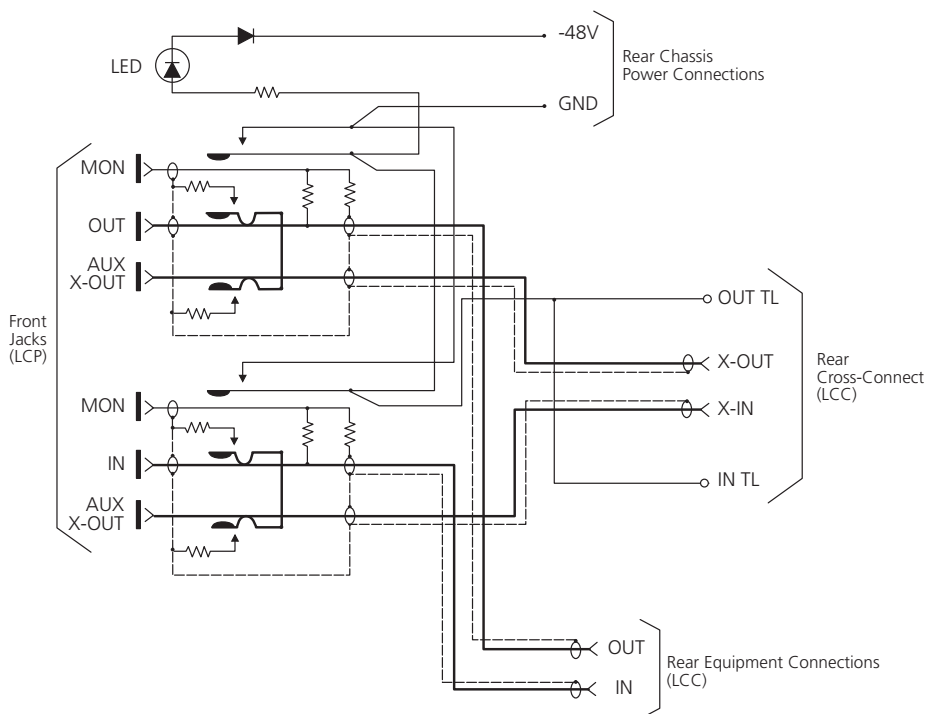 -48V
LED
Rear Chassis
Power Connections
GND
MON
OUT
AUX
X-OUT
Front
Jacks
(LCP)
OUT TL
X-OUT
Rear
Cross-Connect
(LCC)
MON
X-IN
IN
IN TL
AUX
X-OUT
OUT
Rear Equipment Connections
(LCC)
IN